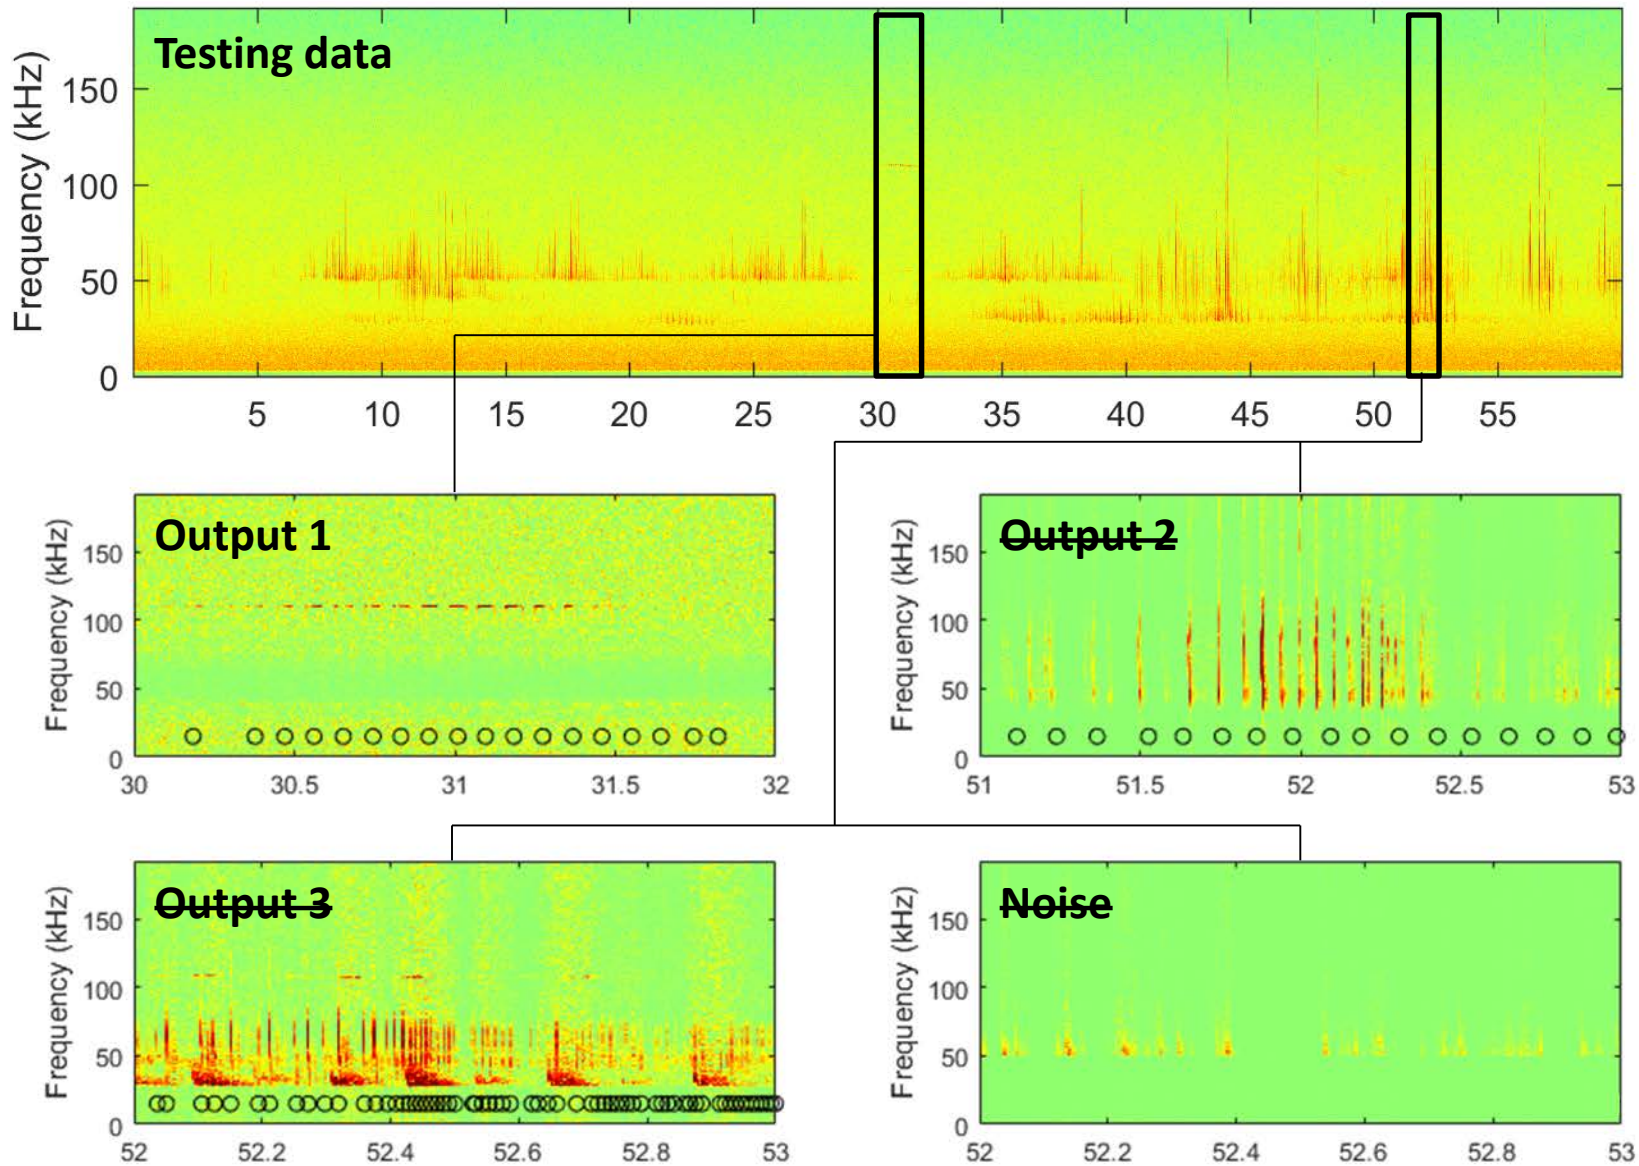 Testing data
Frequency (kHz)
150
100
50
0
5 10 15 20 25 30 35 40 45 50 55
Output 1
Frequency (kHz)
150
100
50
0
30 30.5 31 31.5 32
~~Output 2~~
Frequency (kHz)
150
100
50
0
51 51.5 52 52.5 53
~~Output 3~~
Frequency (kHz)
150
100
50
0
52 52.2 52.4 52.6 52.8 53
~~Noise~~
Frequency (kHz)
150
100
50
0
52 52.2 52.4 52.6 52.8 53